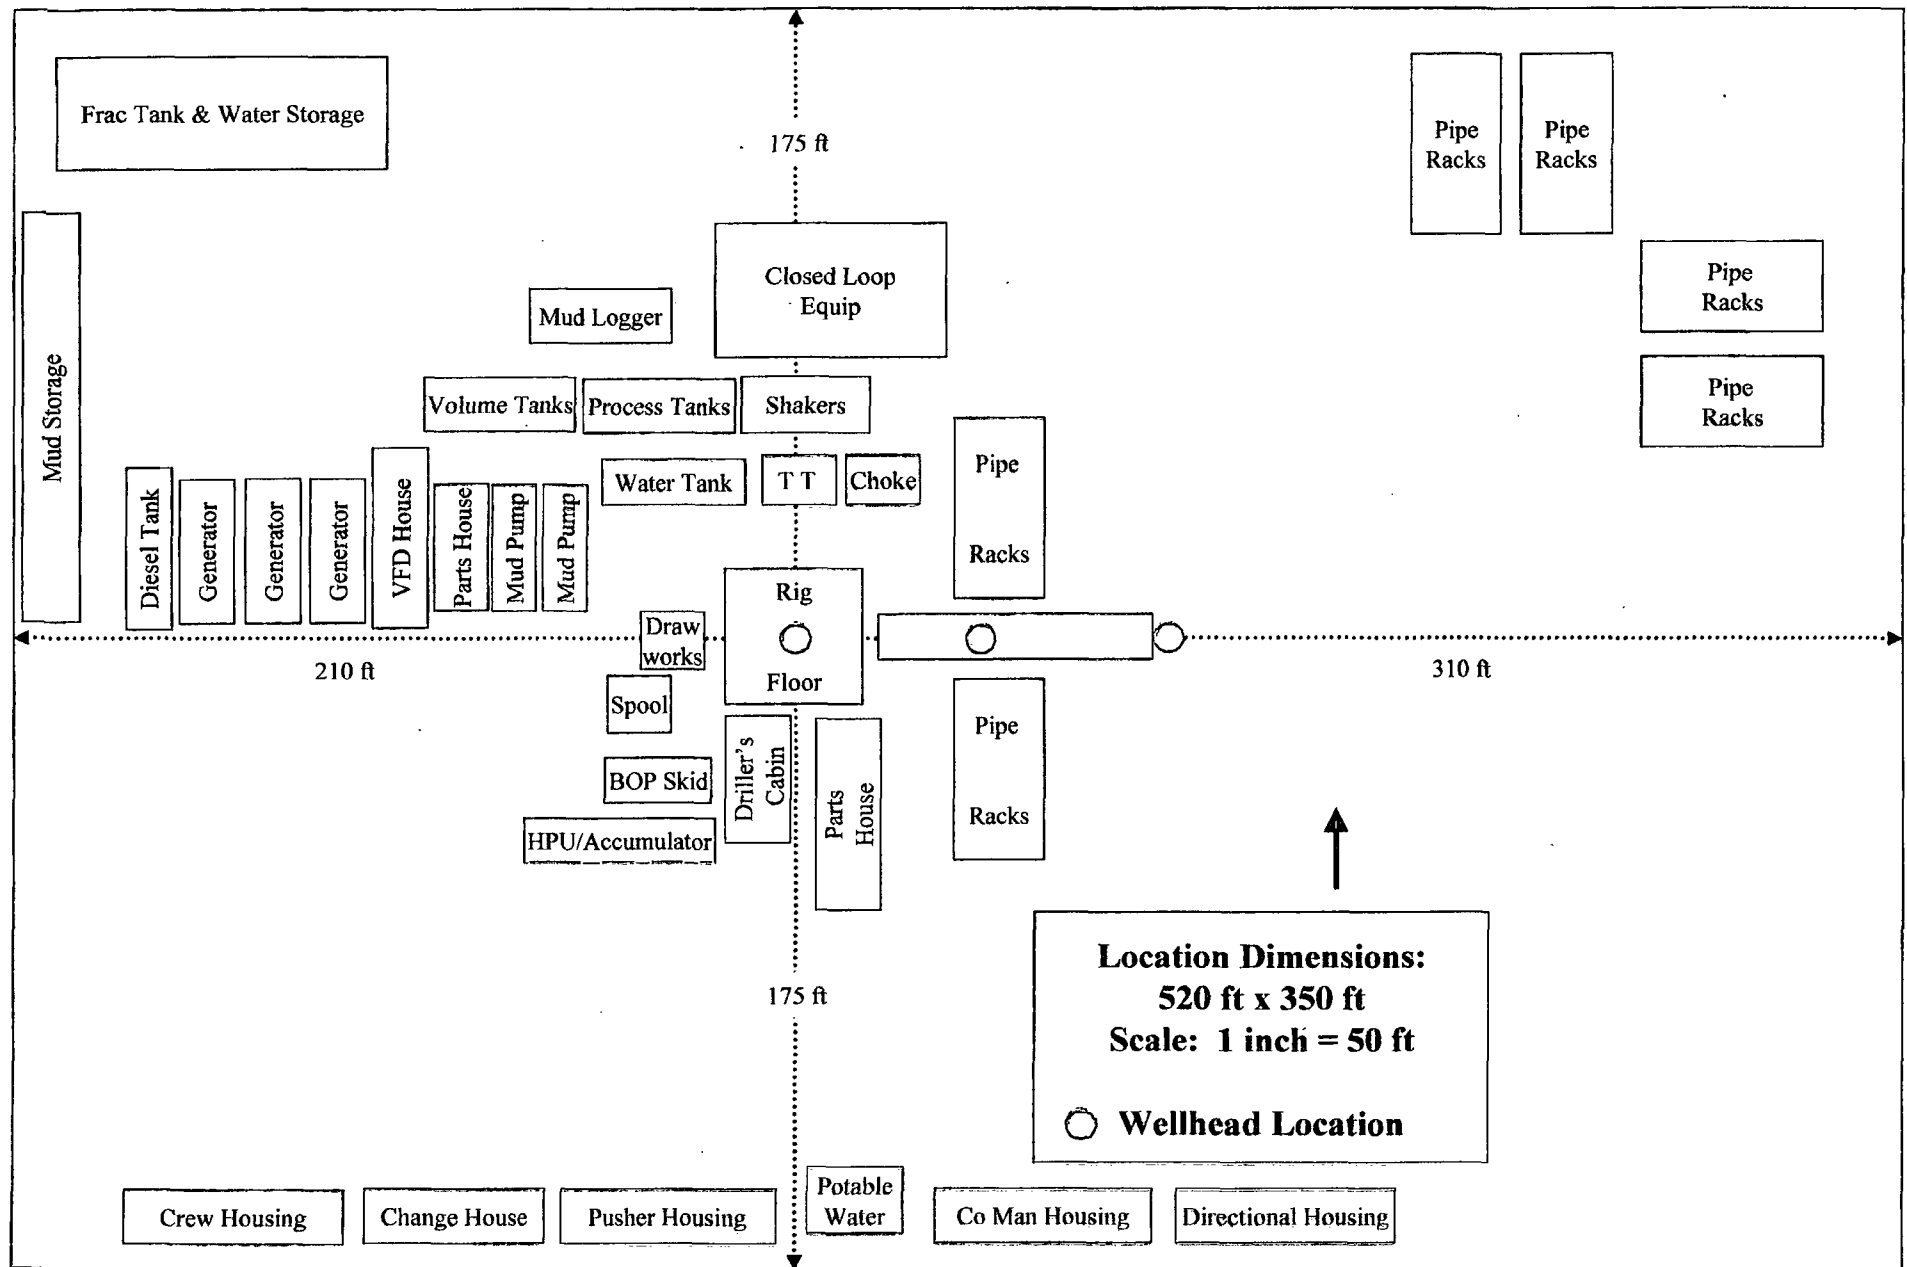 Frac Tank & Water Storage
175 ft
Pipe
Racks
Pipe
Racks
Closed Loop
Equip
Pipe
Racks
Mud Logger
Pipe
Racks
Mud Storage
Volume Tanks
Process Tanks
Shakers
Diesel Tank
Generator
Generator
Generator
VFD House
Parts House
Mud Pump
Mud Pump
Water Tank
T T
Choke
Pipe
Racks
Rig
Floor
Draw
works
210 ft
310 ft
Spool
BOP Skid
HPU/Accumulator
Driller's
Cabin
Parts
House
Pipe
Racks
175 ft
Location Dimensions:
520 ft x 350 ft
Scale: 1 inch = 50 ft
Wellhead Location
Crew Housing
Change House
Pusher Housing
Potable
Water
Co Man Housing
Directional Housing